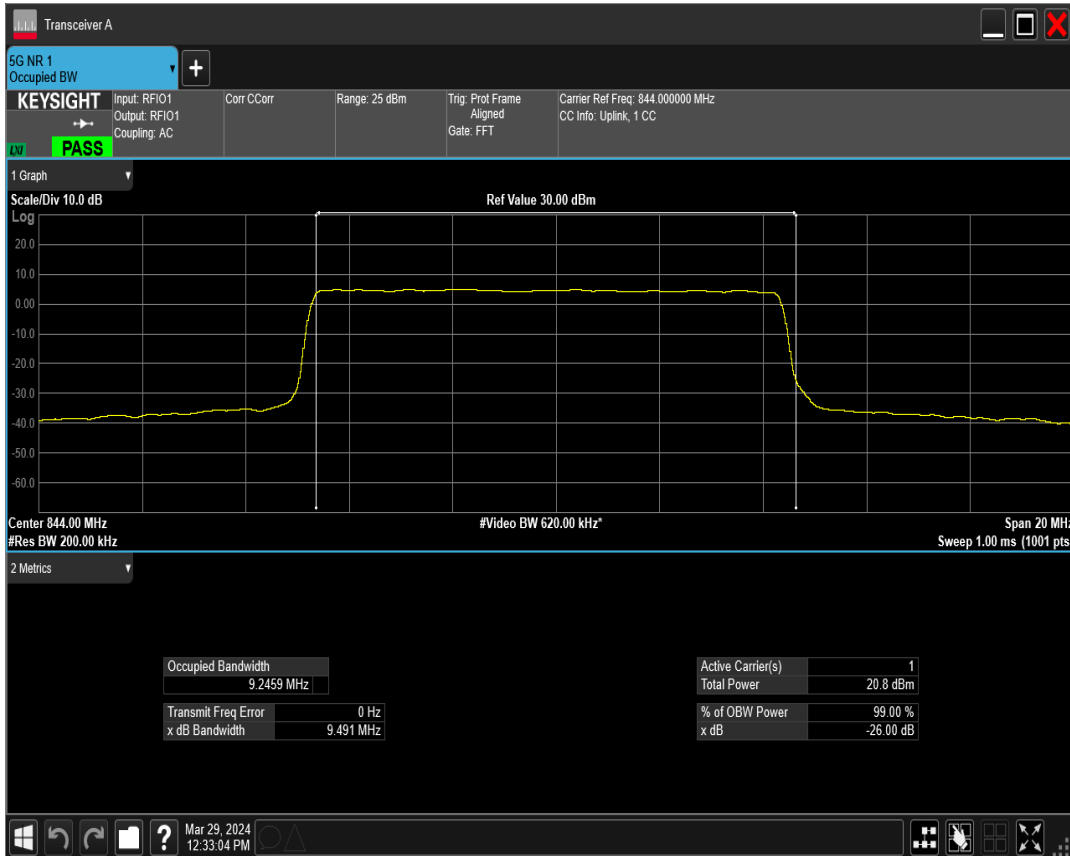 Transceiver A
5G NR 1
Occupied BW
KEYSIGHT
LXI
PASS
Input: RFIO1
Output: RFIO1
Coupling: AC
Corr CCorr
Range: 25 dBm
Trig: Prot Frame
Aligned
Gate: FFT
Carrier Ref Freq: 844.000000 MHz
CC Info: Uplink, 1 CC
1 Graph
Scale/Div 10.0 dB
Ref Value 30.00 dBm
Log
20.0
10.0
0.00
-10.0
-20.0
-30.0
-40.0
-50.0
-60.0
Center 844.00 MHz
#Video BW 620.00 kHz*
Span 20 MHz
#Res BW 200.00 kHz
Sweep 1.00 ms (1001 pts
2 Metrics
Occupied Bandwidth
9.2459 MHz
Transmit Freq Error 0 Hz
x dB Bandwidth 9.491 MHz
Active Carrier(s) 1
Total Power 20.8 dBm
% of OBW Power 99.00 %
x dB -26.00 dB
?
Mar 29, 2024
12:33:04 PM